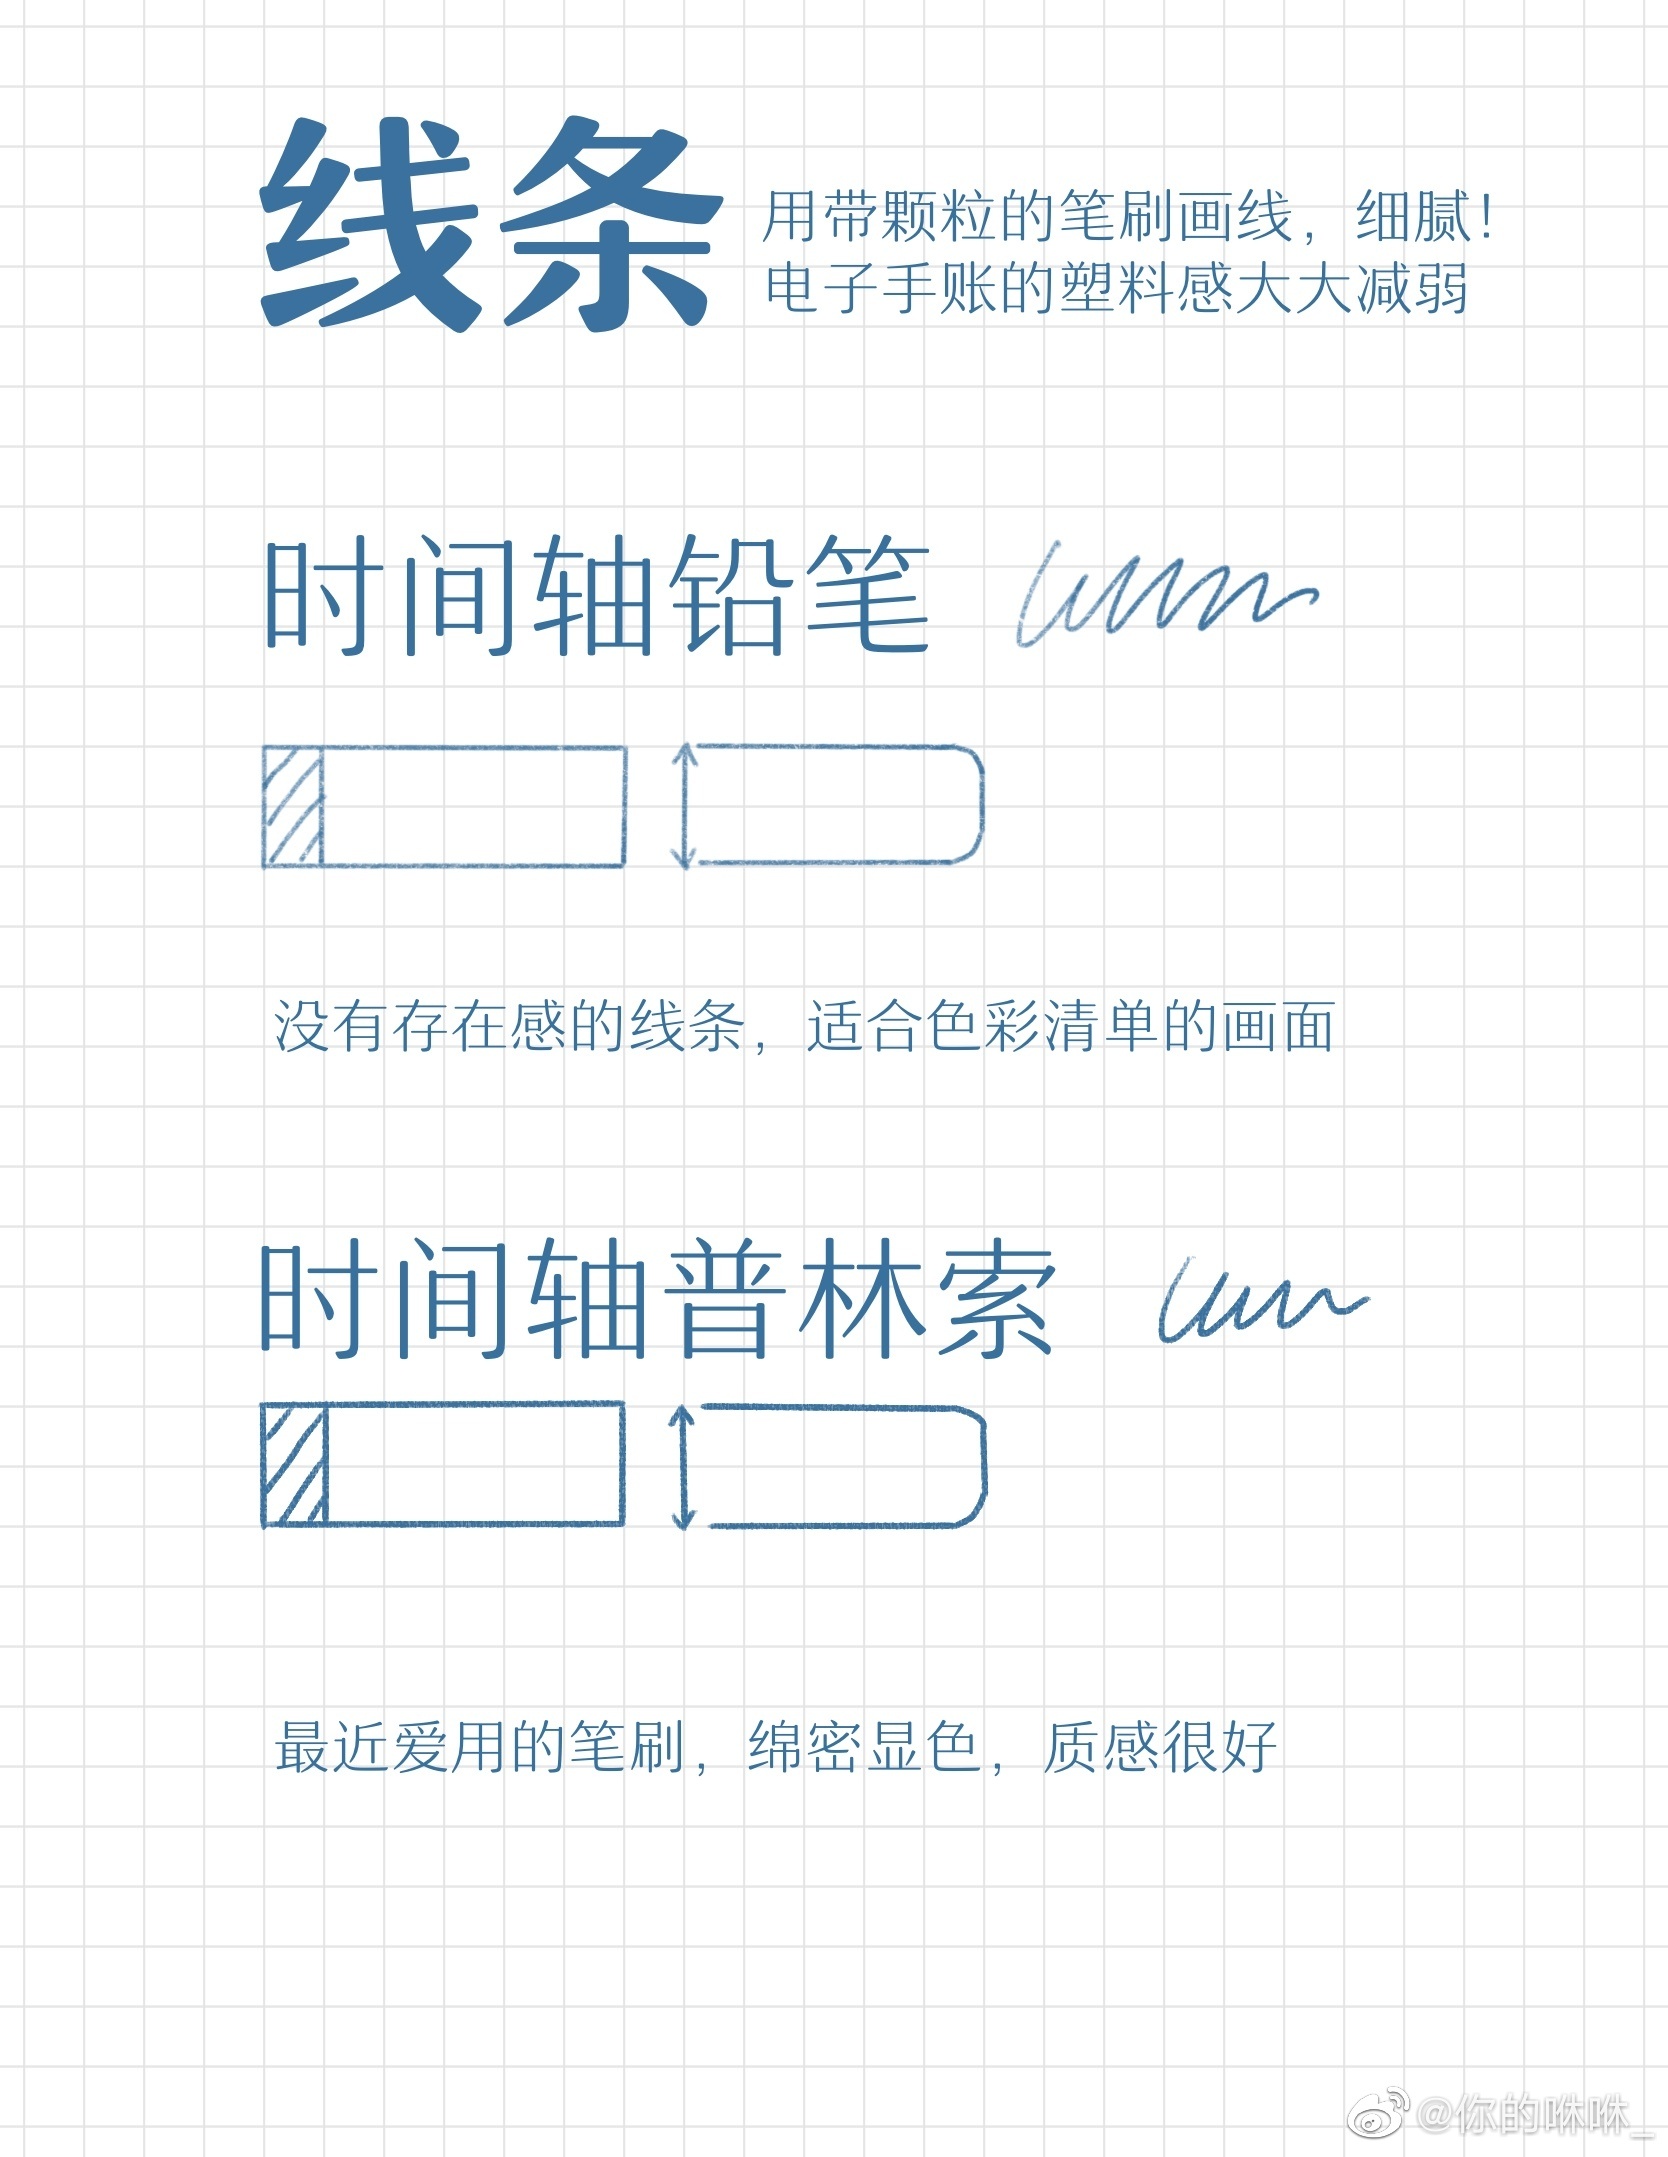 线条
用带颗粒的笔刷画线，细腻！
电子手账的塑料感大大减弱
时间轴铅笔
没有存在感的线条，适合色彩清单的画面
时间轴普林索
最近爱用的笔刷，绵密显色，质感很好
@你的咻咻_